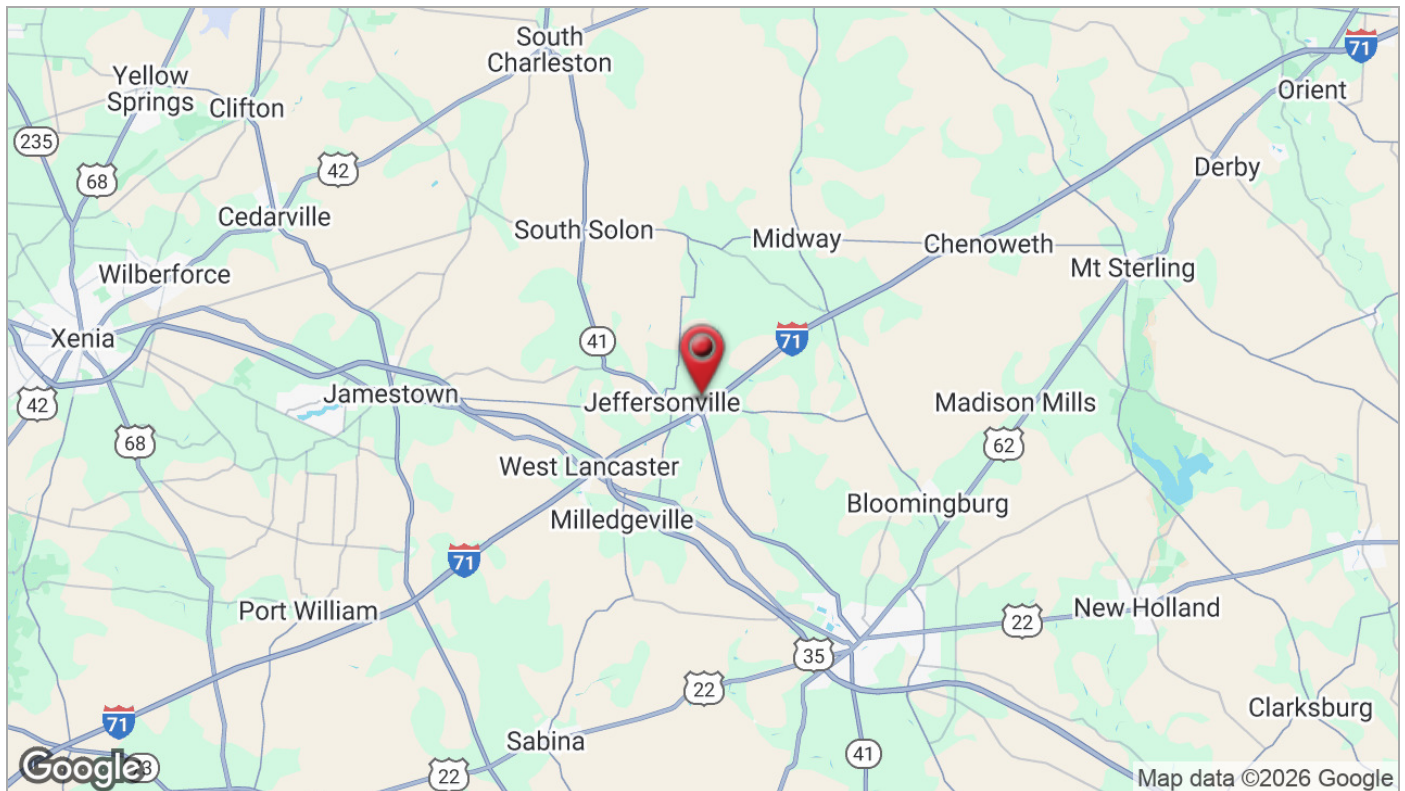 South
Charleston
71
Yellow
Springs
Clifton
Orient
235
42
68
Derby
Cedarville
South Solon
Midway
Chenoweth
Wilberforce
Mt Sterling
Xenia
41
71
42
Jamestown
Jeffersonville
Madison Mills
68
62
West Lancaster
Bloomingburg
Milledgeville
71
Port William
New Holland
22
35
22
Clarksburg
71
Sabina
41
Google
3
22
Map data ©2026 Google